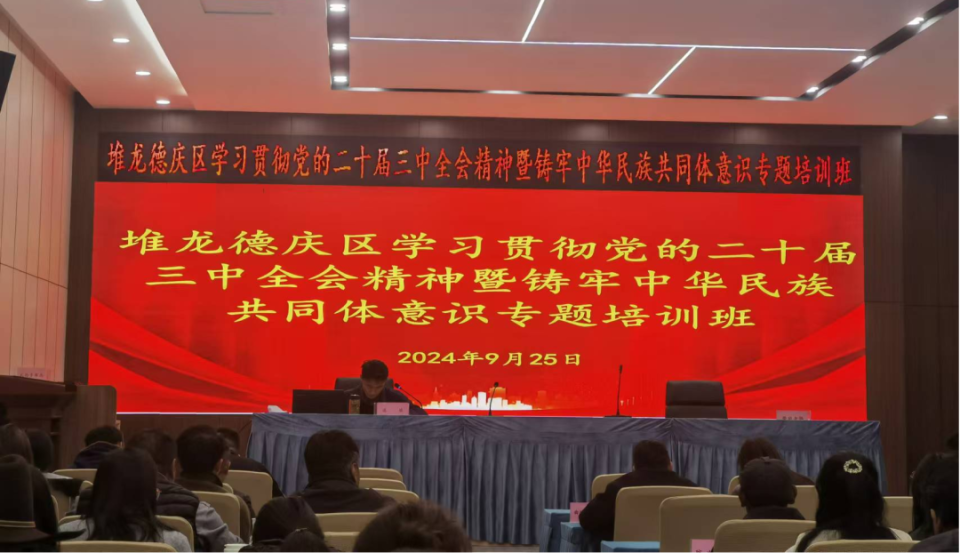 堆龙德庆区学习贯彻党的二十届三中全会精神暨铸牢中华民族共同体意识专题培训班
堆龙德庆区学习贯彻党的二十届
三中全会精神暨铸牢中华民族
共同体意识专题培训班
2024年9月25日